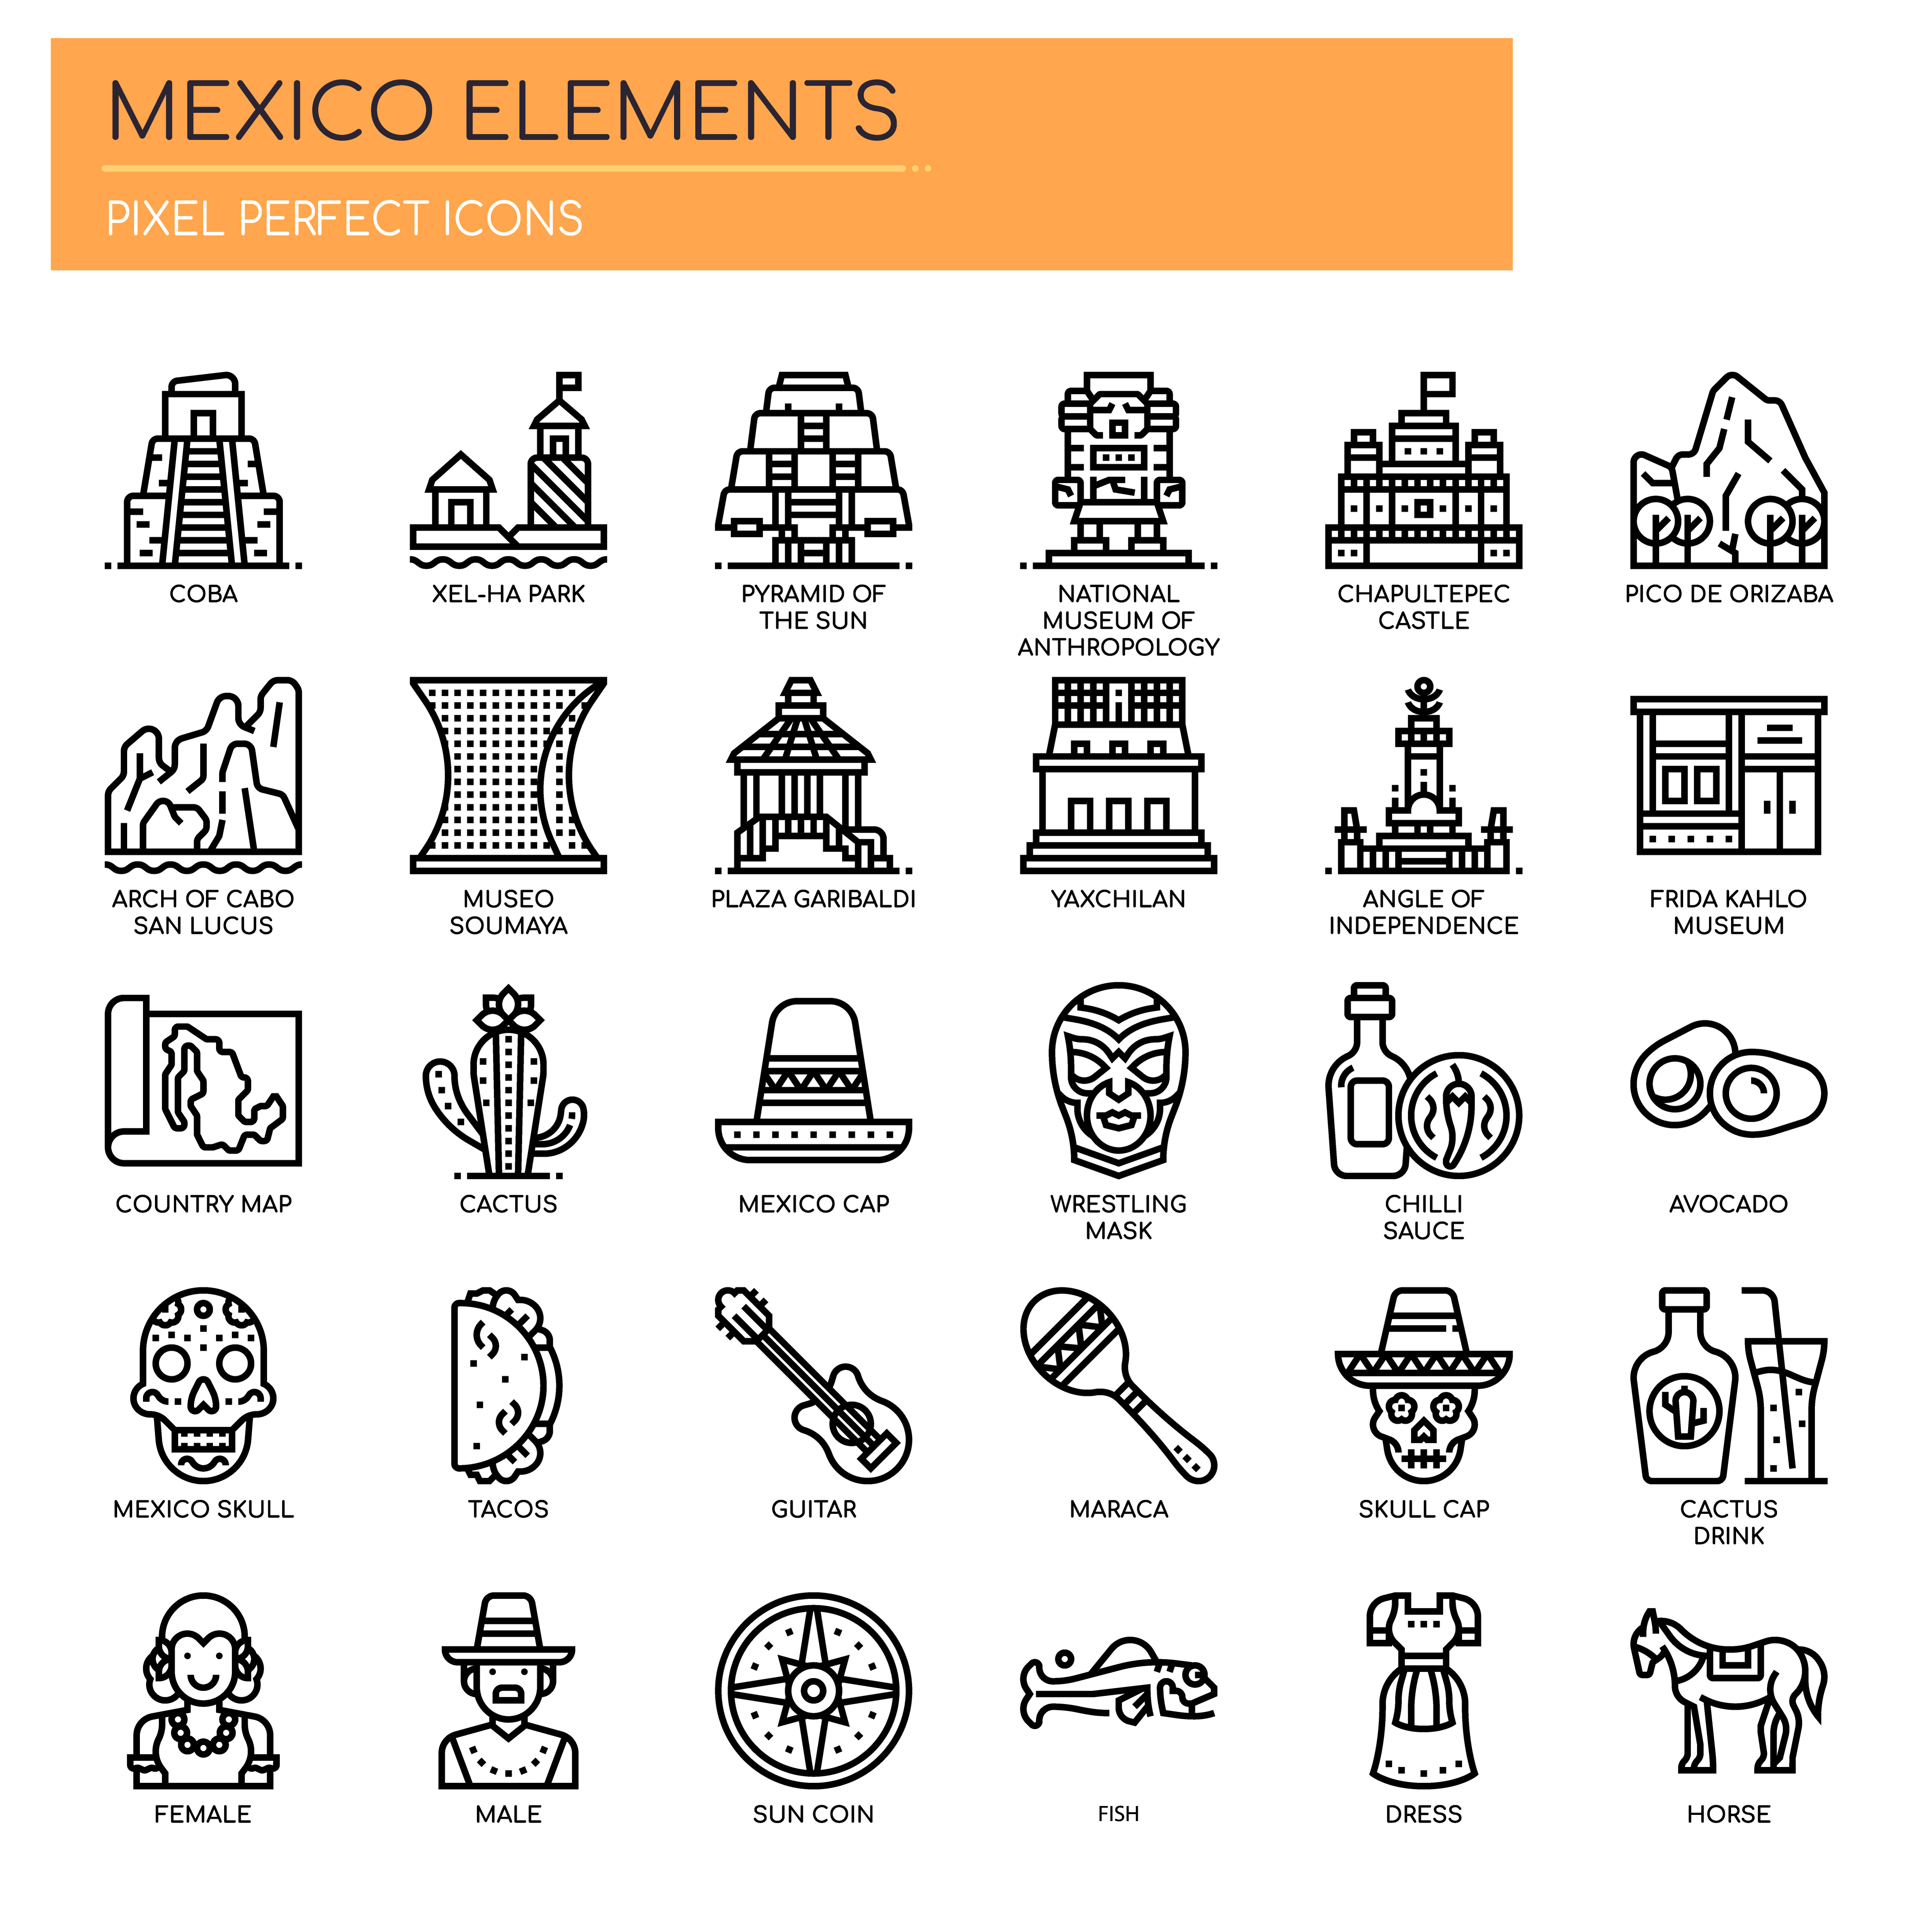 MEXICO ELEMENTS
PIXEL PERFECT ICONS
COBA
XEL-HA PARK
PYRAMID OF
THE SUN
NATIONAL
MUSEUM OF
ANTHROPOLOGY
CHAPULTEPEC
CASTLE
PICO DE ORIZABA
ARCH OF CABO
SAN LUCUS
MUSEO
SOUMAYA
PLAZA GARIBALDI
YAXCHILAN
ANGLE OF
INDEPENDENCE
FRIDA KAHLO
MUSEUM
COUNTRY MAP
CACTUS
MEXICO CAP
WRESTLING
MASK
CHILLI
SAUCE
AVOCADO
MEXICO SKULL
TACOS
GUITAR
MARACA
SKULL CAP
CACTUS
DRINK
FEMALE
MALE
SUN COIN
FISH
DRESS
HORSE